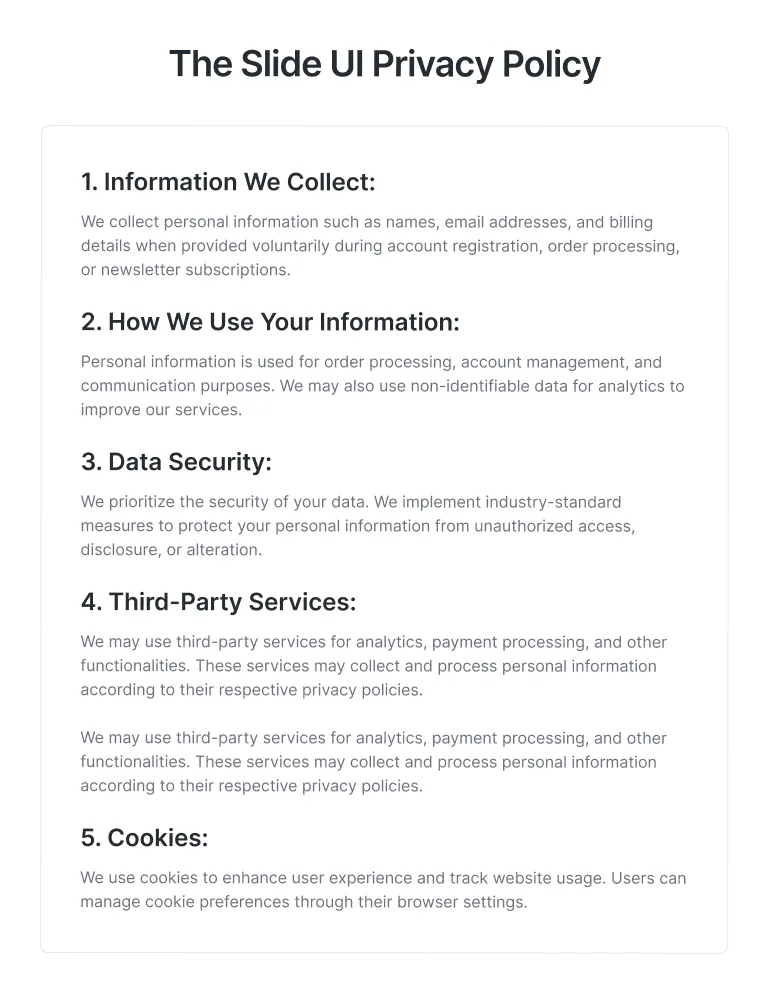 The Slide UI Privacy Policy
1. Information We Collect:
We collect personal information such as names, email addresses, and billing
details when provided voluntarily during account registration, order processing,
or newsletter subscriptions.
2. How We Use Your Information:
Personal information is used for order processing, account management, and
communication purposes. We may also use non-identifiable data for analytics to
improve our services.
3. Data Security:
We prioritize the security of your data. We implement industry-standard
measures to protect your personal information from unauthorized access,
disclosure, or alteration.
4. Third-Party Services:
We may use third-party services for analytics, payment processing, and other
functionalities. These services may collect and process personal information
according to their respective privacy policies.
We may use third-party services for analytics, payment processing, and other
functionalities. These services may collect and process personal information
according to their respective privacy policies.
5. Cookies:
We use cookies to enhance user experience and track website usage. Users can
manage cookie preferences through their browser settings.